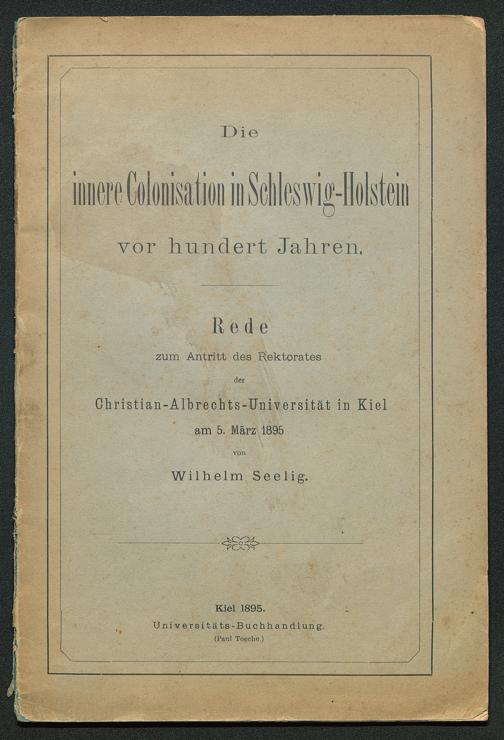 Die
innere Colonisation in Schleswig-Holstein
vor hundert Jahren.
Rede
zum Antritt des Rektorates
der
Christian-Albrechts-Universität in Kiel
am 5. März 1895
von
Wilhelm Seelig.
Kiel 1895.
Universitäts-Buchhandlung.
(Paul Toeche.)